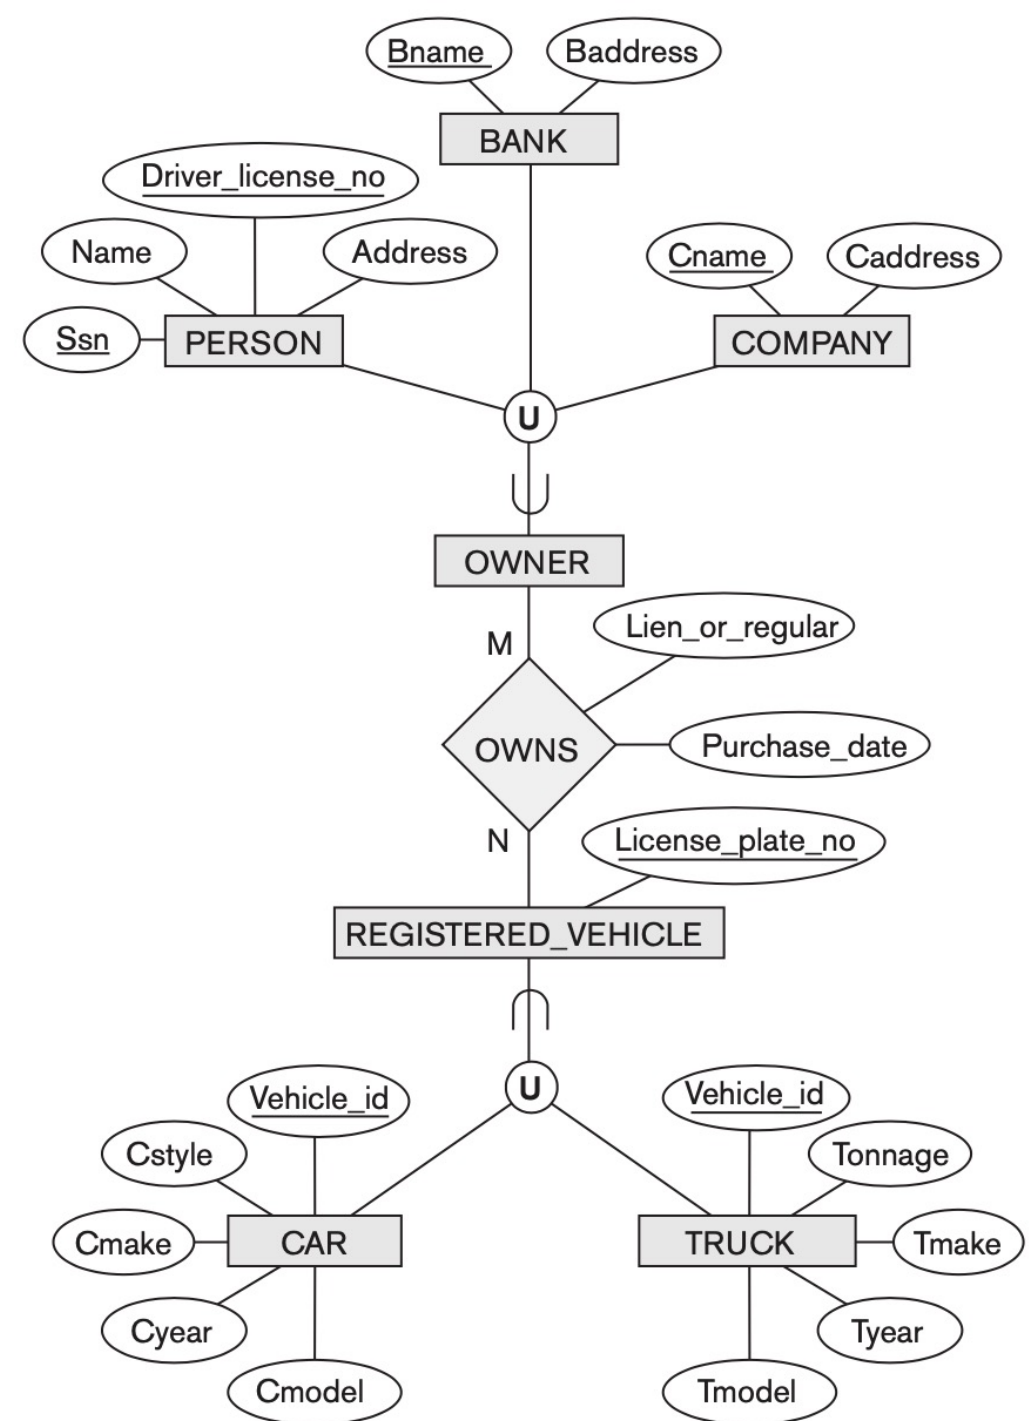 Bname
Baddress
BANK
Driver_license_no
Name
Address
Cname
Caddress
Ssn
PERSON
COMPANY
U
OWNER
M
Lien_or_regular
OWNS
Purchase_date
N
License_plate_no
REGISTERED_VEHICLE
U
Vehicle_id
Vehicle_id
Cstyle
Tonnage
Cmake
CAR
TRUCK
Tmake
Cyear
Tyear
Cmodel
Tmodel